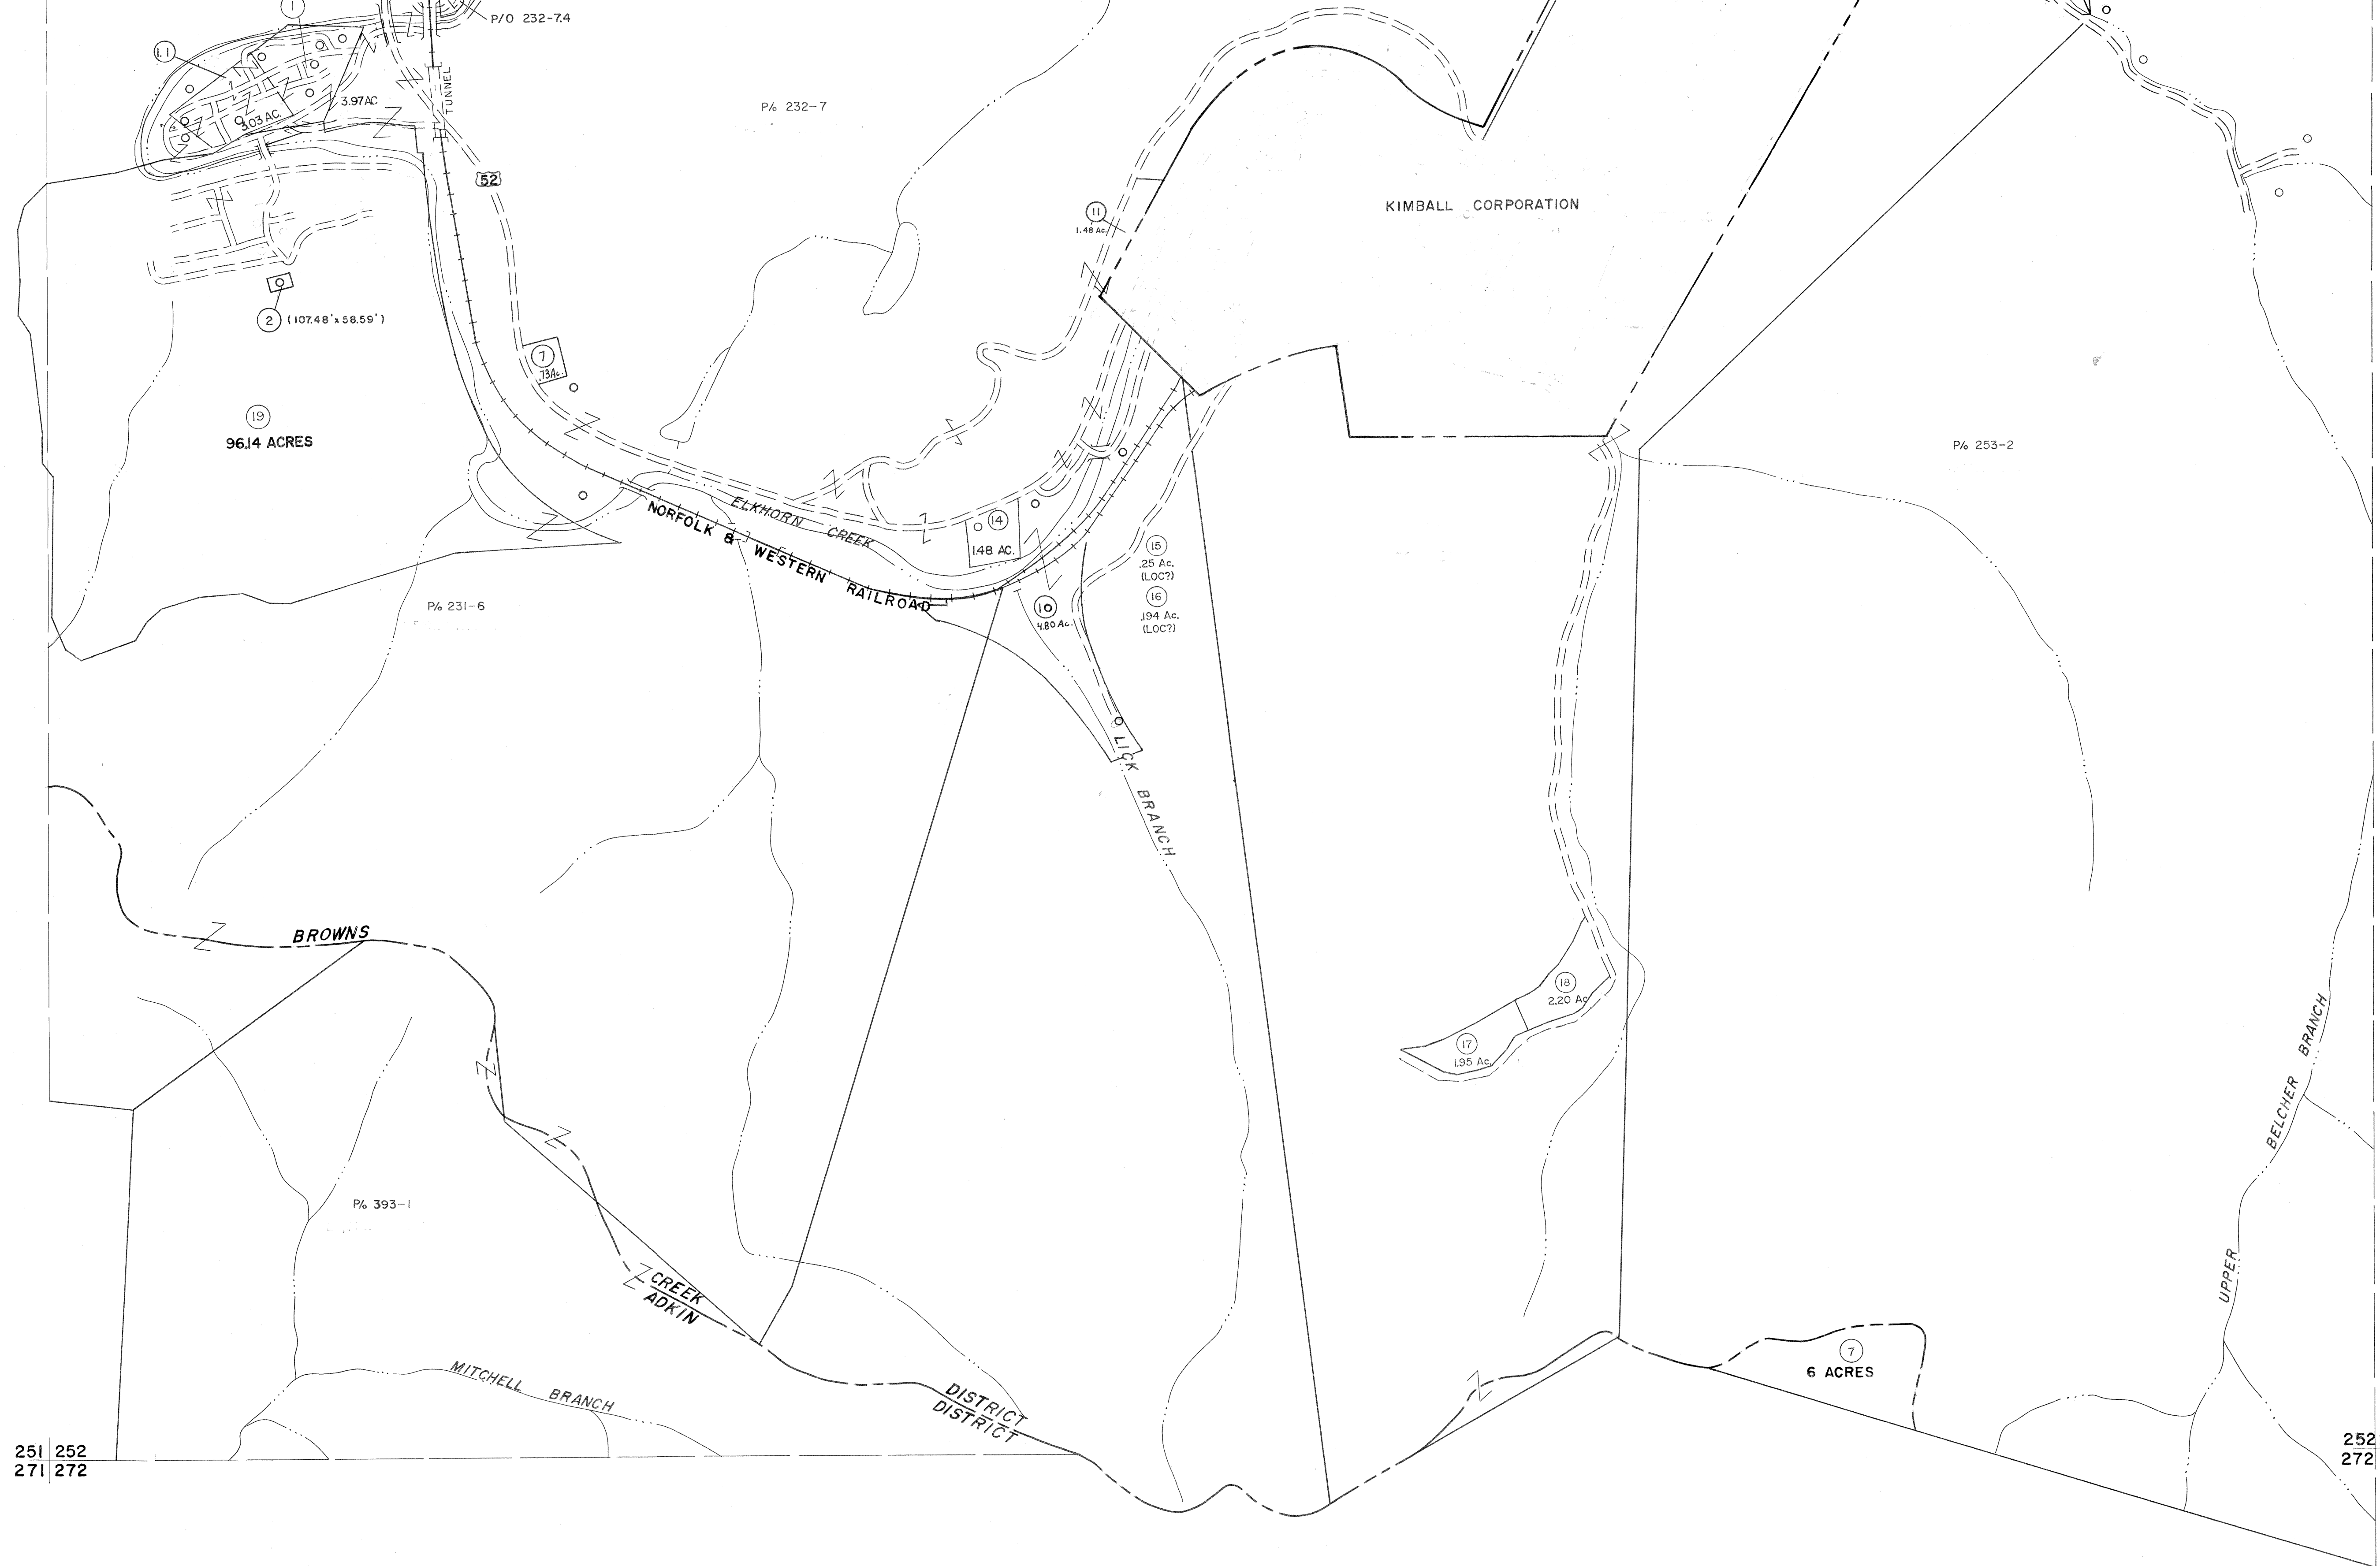 1
P/O 232-7.4
1.1
TUNNEL
3.97AC
3.03 AC.
P/o 232-7
52
KIMBALL CORPORATION
11
1.48 Ac.
2 (107.48' x 58.59')
7
.73Ac.
19
96.14 ACRES
P/o 253-2
ELKHORN CREEK
NORFOLK & WESTERN RAILROAD
14
1.48 AC.
15
.25 Ac.
(LOC?)
16
.194 Ac.
(LOC?)
10
4.80 Ac.
P/o 231-6
LICK BRANCH
BROWNS
18
2.20 Ac
17
1.95 Ac.
UPPER BELCHER BRANCH
P/o 393-1
CREEK
ADKIN
7
6 ACRES
MITCHELL BRANCH
DISTRICT
DISTRICT
251 252
271 272
252
272